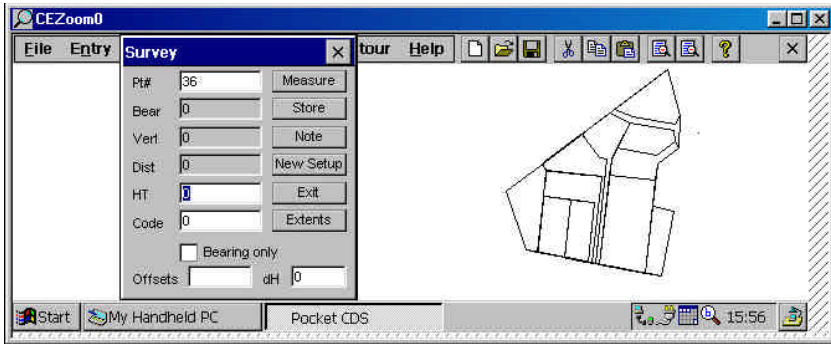 CEZoom0
File Entry tour Help
Survey
Pt# 36 Measure
Bear 0 Store
Vert 0 Note
Dist 0 New Setup
HT 0 Exit
Code 0 Extents
Bearing only
Offsets dH 0
Start My Handheld PC Pocket CDS 15:56